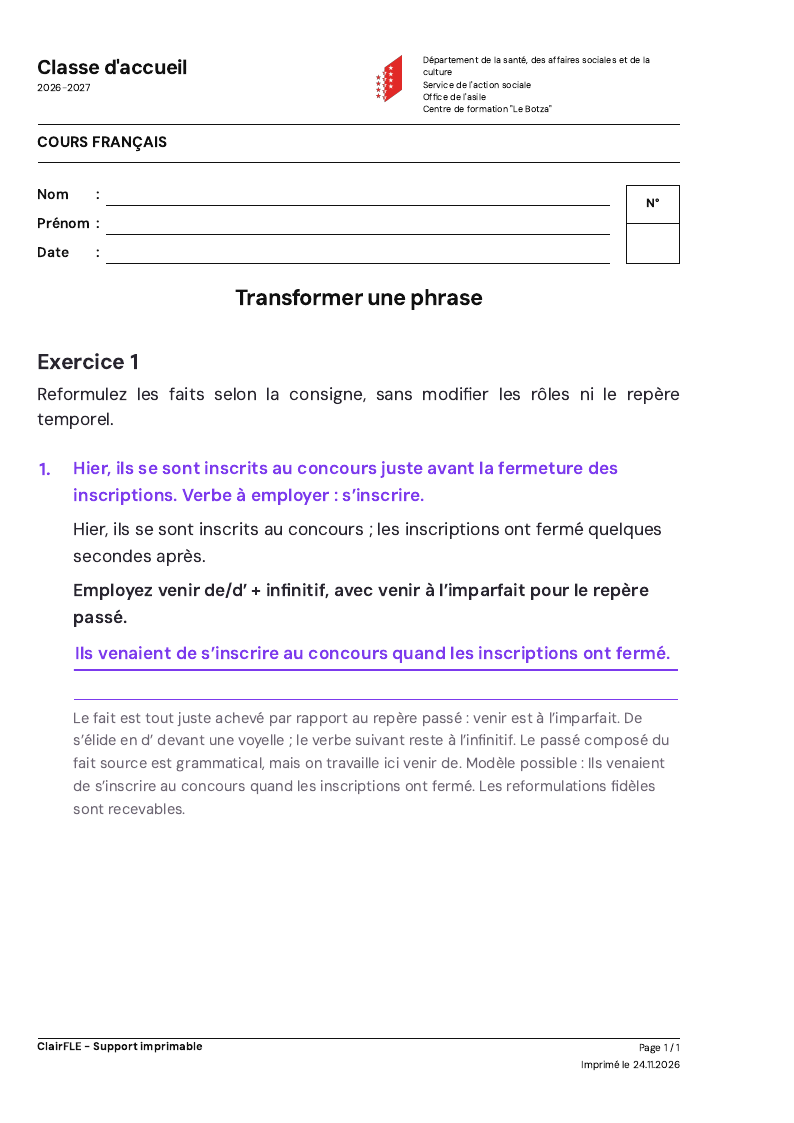 Classe d'accueil
2026-2027
Département de la santé, des affaires sociales et de la
culture
Service de l'action sociale
Office de l'asile
Centre de formation "Le Botza"
COURS FRANÇAIS
Nom :
Prénom :
Date :
N°
Transformer une phrase
Exercice 1
Reformulez les faits selon la consigne, sans modifier les rôles ni le repère
temporel.
1. Hier, ils se sont inscrits au concours juste avant la fermeture des
inscriptions. Verbe à employer : s’inscrire.
Hier, ils se sont inscrits au concours ; les inscriptions ont fermé quelques
secondes après.
Employez venir de/d’ + infinitif, avec venir à l’imparfait pour le repère
passé.
Ils venaient de s’inscrire au concours quand les inscriptions ont fermé.
Le fait est tout juste achevé par rapport au repère passé : venir est à l’imparfait. De
s’élide en d’ devant une voyelle ; le verbe suivant reste à l’infinitif. Le passé composé du
fait source est grammatical, mais on travaille ici venir de. Modèle possible : Ils venaient
de s’inscrire au concours quand les inscriptions ont fermé. Les reformulations fidèles
sont recevables.
ClairFLE - Support imprimable
Page 1 / 1
Imprimé le 24.11.2026